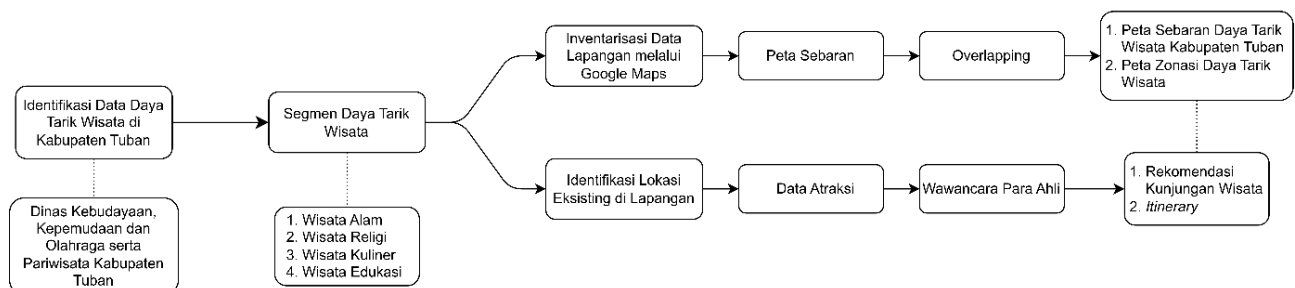 Identifikasi Data Daya
Tarik Wisata di
Kabupaten Tuban
Dinas Kebudayaan,
Kepemudaan dan
Olahraga serta
Pariwisata Kabupaten
Tuban
Segmen Daya Tarik
Wisata
1. Wisata Alam
2. Wisata Religi
3. Wisata Kuliner
4. Wisata Edukasi
Inventarisasi Data
Lapangan melalui
Google Maps
Peta Sebaran
Overlapping
1. Peta Sebaran Daya Tarik
Wisata Kabupaten Tuban
2. Peta Zonasi Daya Tarik
Wisata
Identifikasi Lokasi
Eksisting di Lapangan
Data Atraksi
Wawancara Para Ahli
1. Rekomendasi
Kunjungan Wisata
2. Itinerary